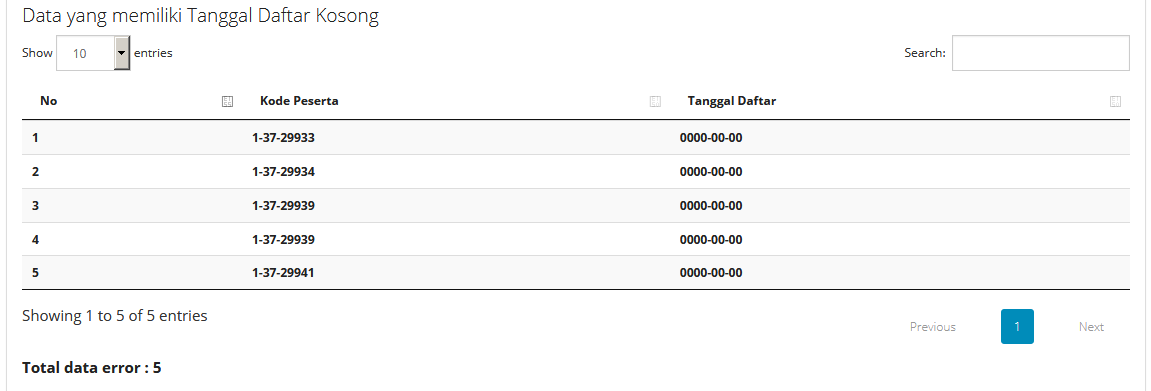 Data yang memiliki Tanggal Daftar Kosong
Show 10 entries Search:
No Kode Peserta Tanggal Daftar
1 1-37-29933 0000-00-00
2 1-37-29934 0000-00-00
3 1-37-29939 0000-00-00
4 1-37-29939 0000-00-00
5 1-37-29941 0000-00-00
Showing 1 to 5 of 5 entries
Previous 1 Next
Total data error : 5